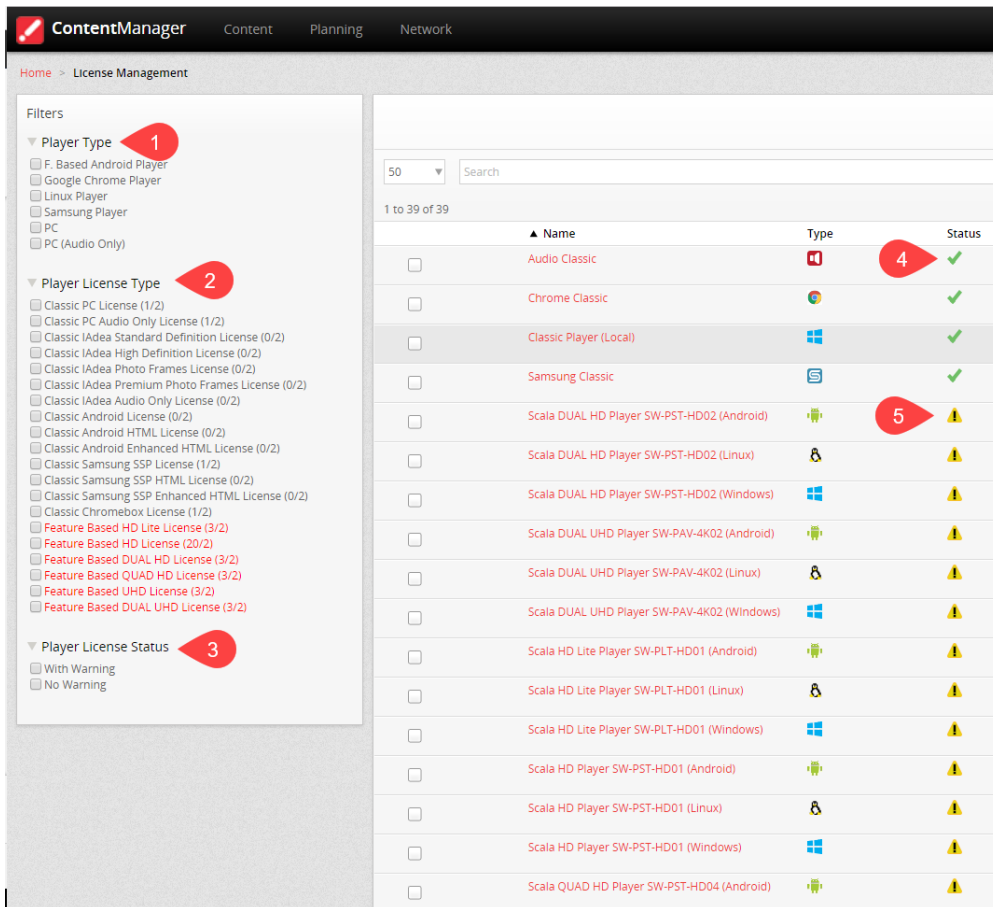 ContentManager Content Planning Network
Home > License Management
Filters
Player Type 1
F. Based Android Player
Google Chrome Player
Linux Player
Samsung Player
PC
PC (Audio Only)
Player License Type 2
Classic PC License (1/2)
Classic PC Audio Only License (1/2)
Classic IAdea Standard Definition License (0/2)
Classic IAdea High Definition License (0/2)
Classic IAdea Photo Frames License (0/2)
Classic IAdea Premium Photo Frames License (0/2)
Classic IAdea Audio Only License (0/2)
Classic Android License (0/2)
Classic Android HTML License (0/2)
Classic Android Enhanced HTML License (0/2)
Classic Samsung SSP License (1/2)
Classic Samsung SSP HTML License (0/2)
Classic Samsung SSP Enhanced HTML License (0/2)
Classic Chromebox License (1/2)
Feature Based HD Lite License (3/2)
Feature Based HD License (20/2)
Feature Based DUAL HD License (3/2)
Feature Based QUAD HD License (3/2)
Feature Based UHD License (3/2)
Feature Based DUAL UHD License (3/2)
Player License Status 3
With Warning
No Warning
50 Search
1 to 39 of 39
Name Type Status
Audio Classic 4
Chrome Classic
Classic Player (Local)
Samsung Classic
Scala DUAL HD Player SW-PST-HD02 (Android) 5
Scala DUAL HD Player SW-PST-HD02 (Linux)
Scala DUAL HD Player SW-PST-HD02 (Windows)
Scala DUAL UHD Player SW-PAV-4K02 (Android)
Scala DUAL UHD Player SW-PAV-4K02 (Linux)
Scala DUAL UHD Player SW-PAV-4K02 (WIndows)
Scala HD Lite Player SW-PLT-HD01 (Android)
Scala HD Lite Player SW-PLT-HD01 (Linux)
Scala HD Lite Player SW-PLT-HD01 (Windows)
Scala HD Player SW-PST-HD01 (Android)
Scala HD Player SW-PST-HD01 (Linux)
Scala HD Player SW-PST-HD01 (Windows)
Scala QUAD HD Player SW-PST-HD04 (Android)